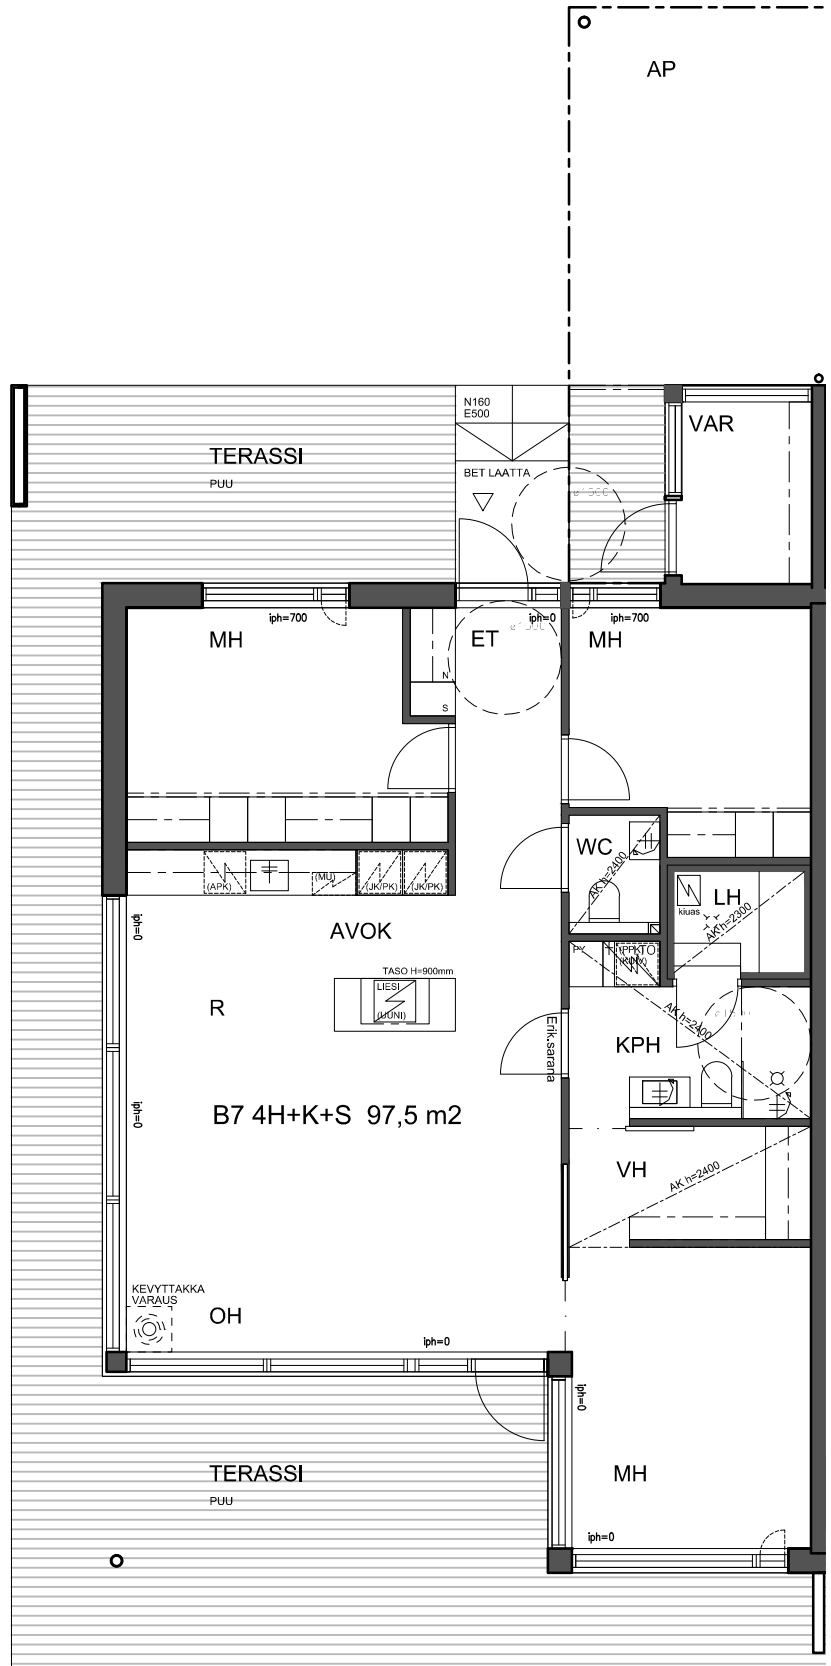 AP
N160
E500
VAR
TERASSI
PUU
BET LAATTA
iph=700
iph=0
iph=700
MH
ET
MH
N
S
WC
AK h=2400
(APK)
(MU)
(JK/PK)
(JK/PK)
kiuas
LH
AK h=2300
iph=0
AVOK
TASO H=900mm
LIESI
(UUNI)
R
AK h=2400
KPH
Erik.sarana
iph=0
B7 4H+K+S 97,5 m2
VH
AK h=2400
KEVYTTAKKA
VARAUS
OH
iph=0
iph=0
TERASSI
PUU
MH
iph=0